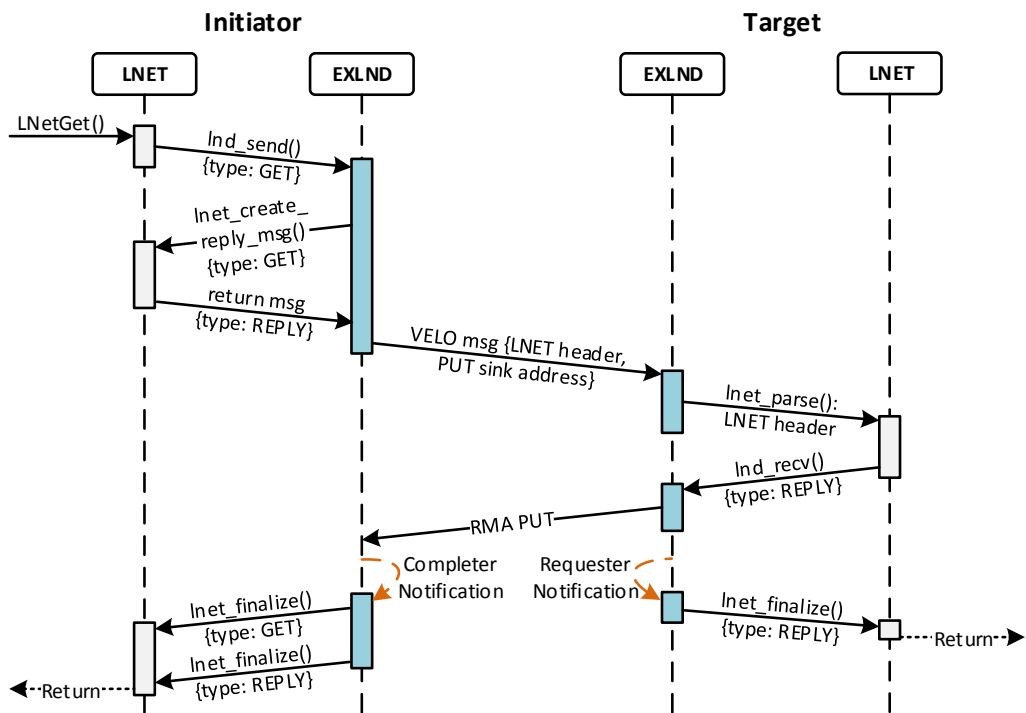 Initiator
Target
LNET
EXLND
EXLND
LNET
LNetGet()
lnd_send()
{type: GET}
lnet_create_
reply_msg()
{type: GET}
return msg
{type: REPLY}
VELO msg {LNET header,
PUT sink address}
lnet_parse():
LNET header
lnd_recv()
{type: REPLY}
RMA PUT
Completer
Notification
Requester
Notification
lnet_finalize()
{type: GET}
lnet_finalize()
{type: REPLY}
Return
lnet_finalize()
{type: REPLY}
Return